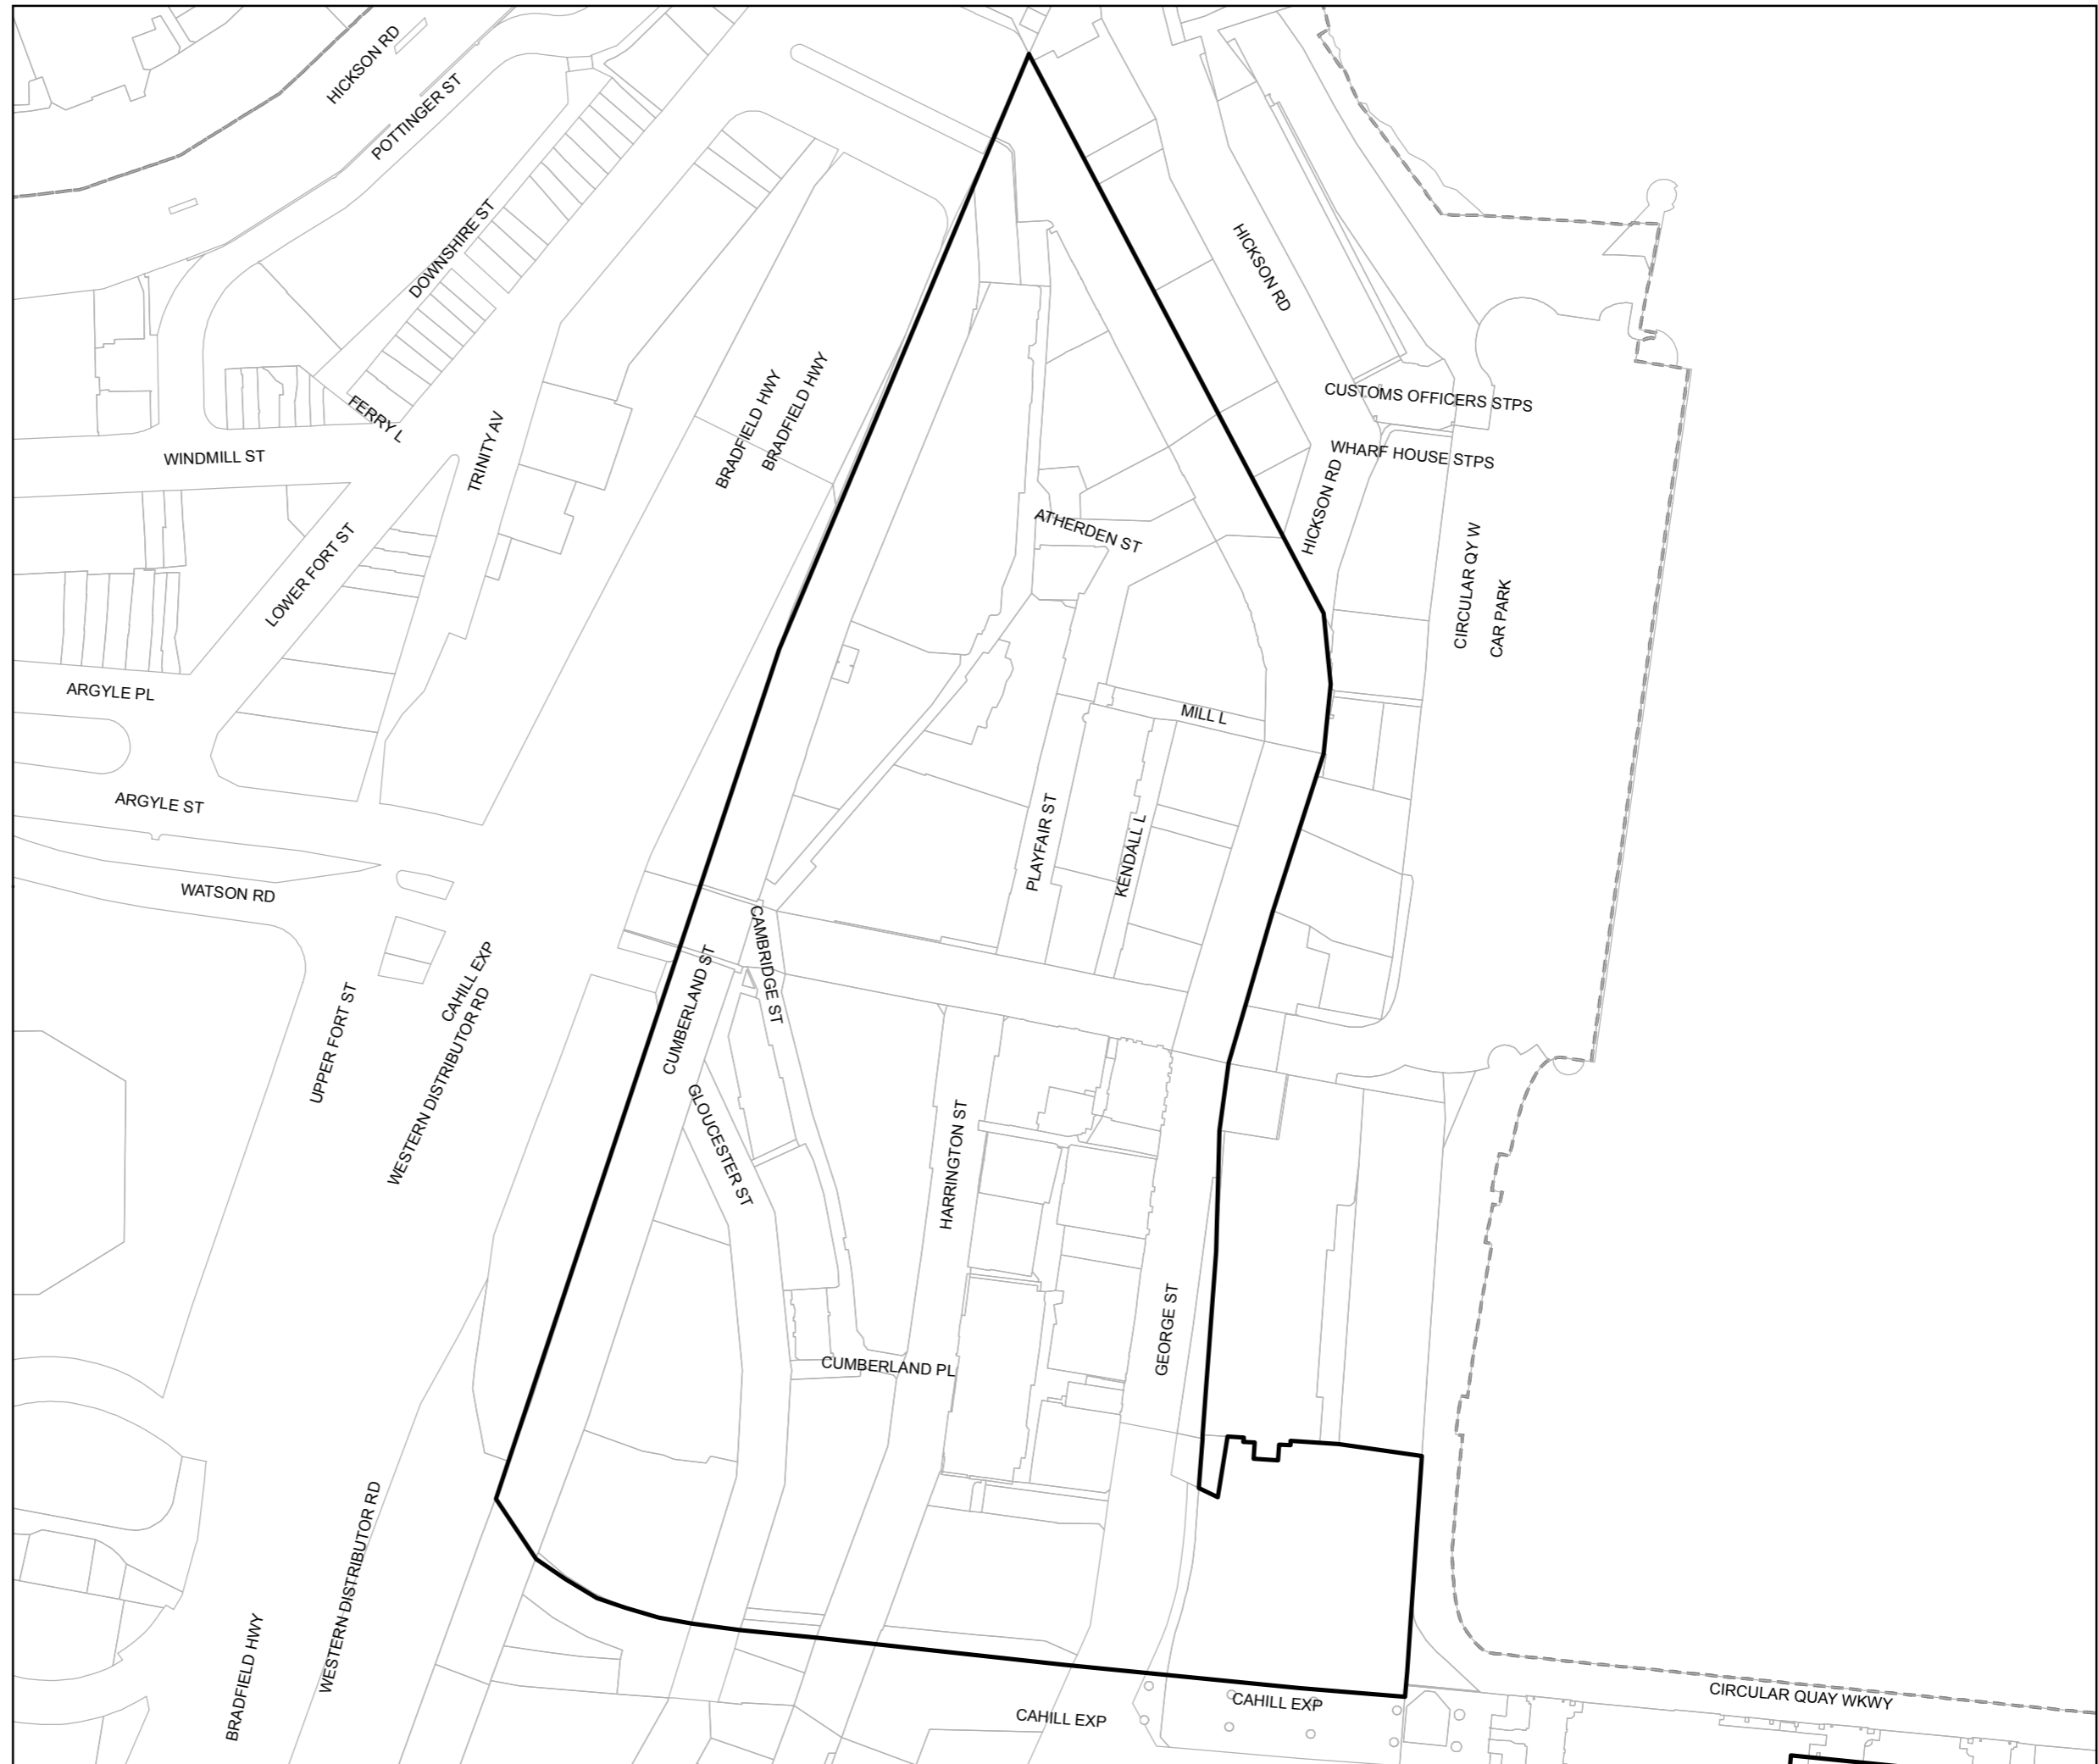 HICKSON RD
POTTINGER ST
DOWNSHIRE ST
HICKSON RD
BRADFIELD HWY
BRADFIELD HWY
CUSTOMS OFFICERS STPS
FERRY L
TRINITY AV
WINDMILL ST
WHARF HOUSE STPS
HICKSON RD
ATHERDEN ST
LOWER FORT ST
CIRCULAR QY W
CAR PARK
ARGYLE PL
MILL L
ARGYLE ST
PLAYFAIR ST
KENDALL L
WATSON RD
CAMBRIDGE ST
CUMBERLAND ST
CAHILL EXP
UPPER FORT ST
WESTERN DISTRIBUTOR RD
GLOUCESTER ST
HARRINGTON ST
GEORGE ST
CUMBERLAND PL
WESTERN DISTRIBUTOR RD
BRADFIELD HWY
CAHILL EXP
CAHILL EXP
CIRCULAR QUAY WKWY